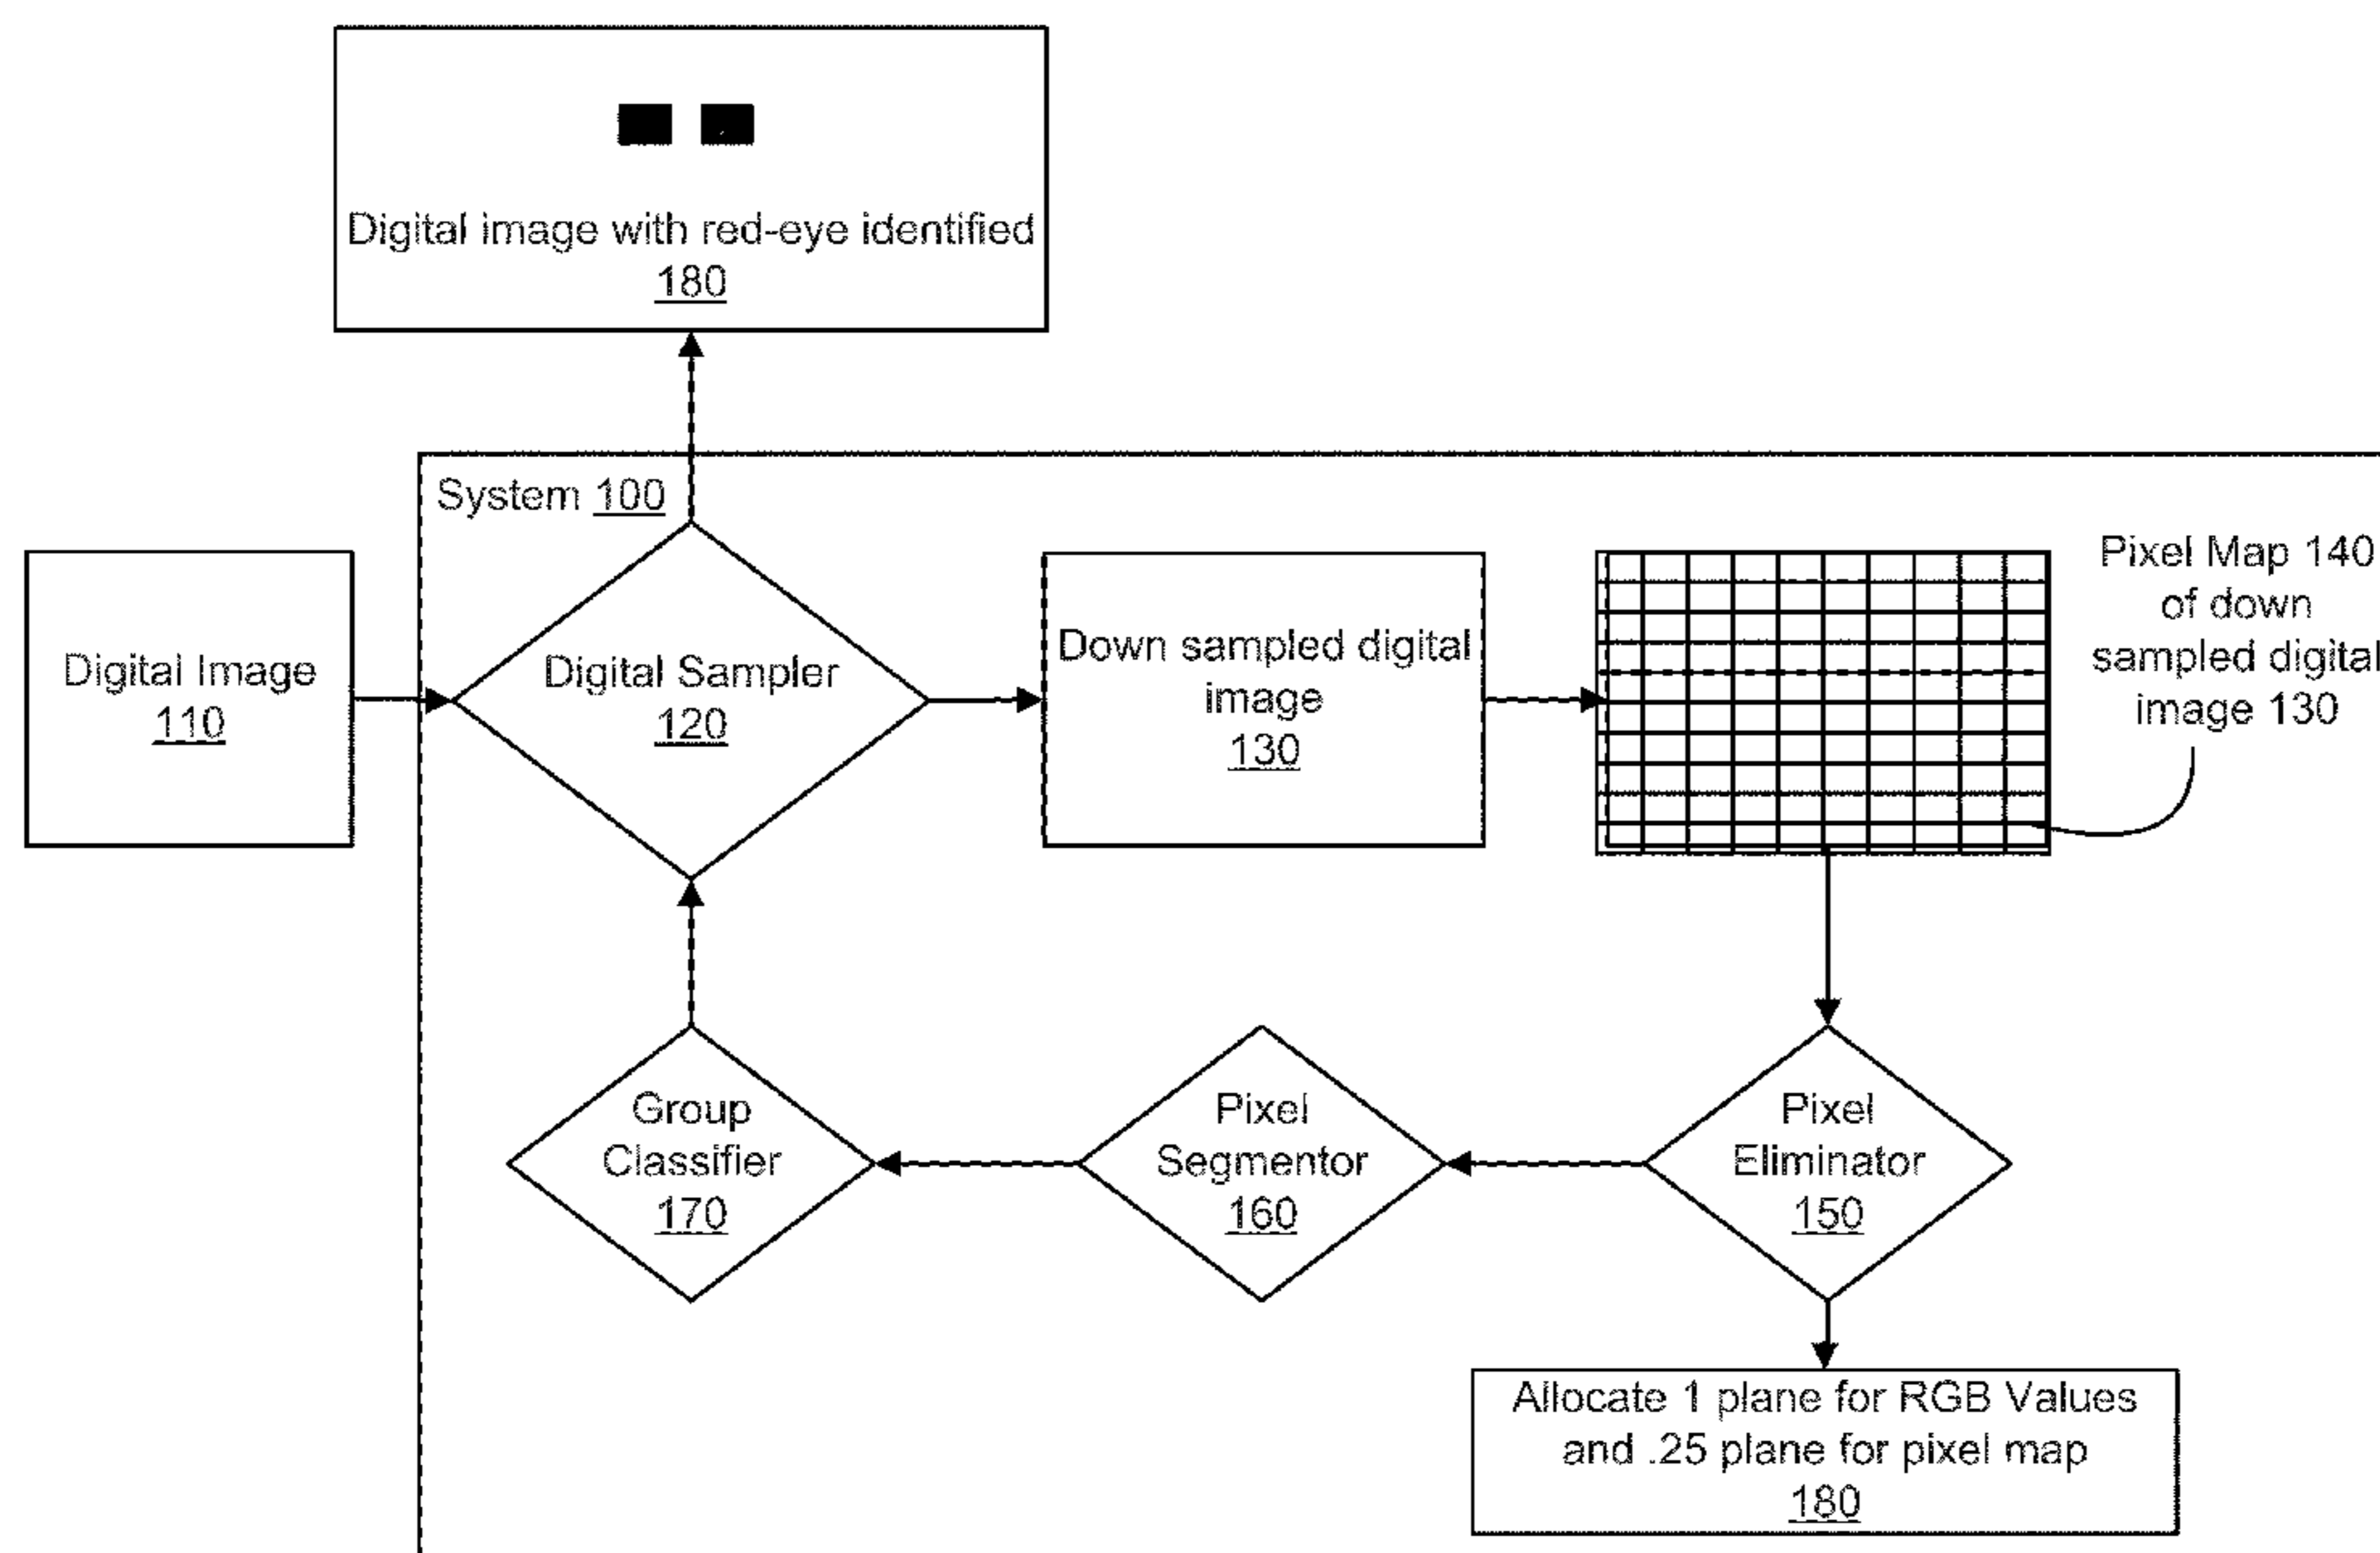 Digital image with red-eye identified
180
System 100
Digital Image
110
Digital Sampler
120
Down sampled digital
image
130
Pixel Map 140
of down
sampled digital
image 130
Group
Classifier
170
Pixel
Segmentor
160
Pixel
Eliminator
150
Allocate 1 plane for RGB Values
and .25 plane for pixel map
180